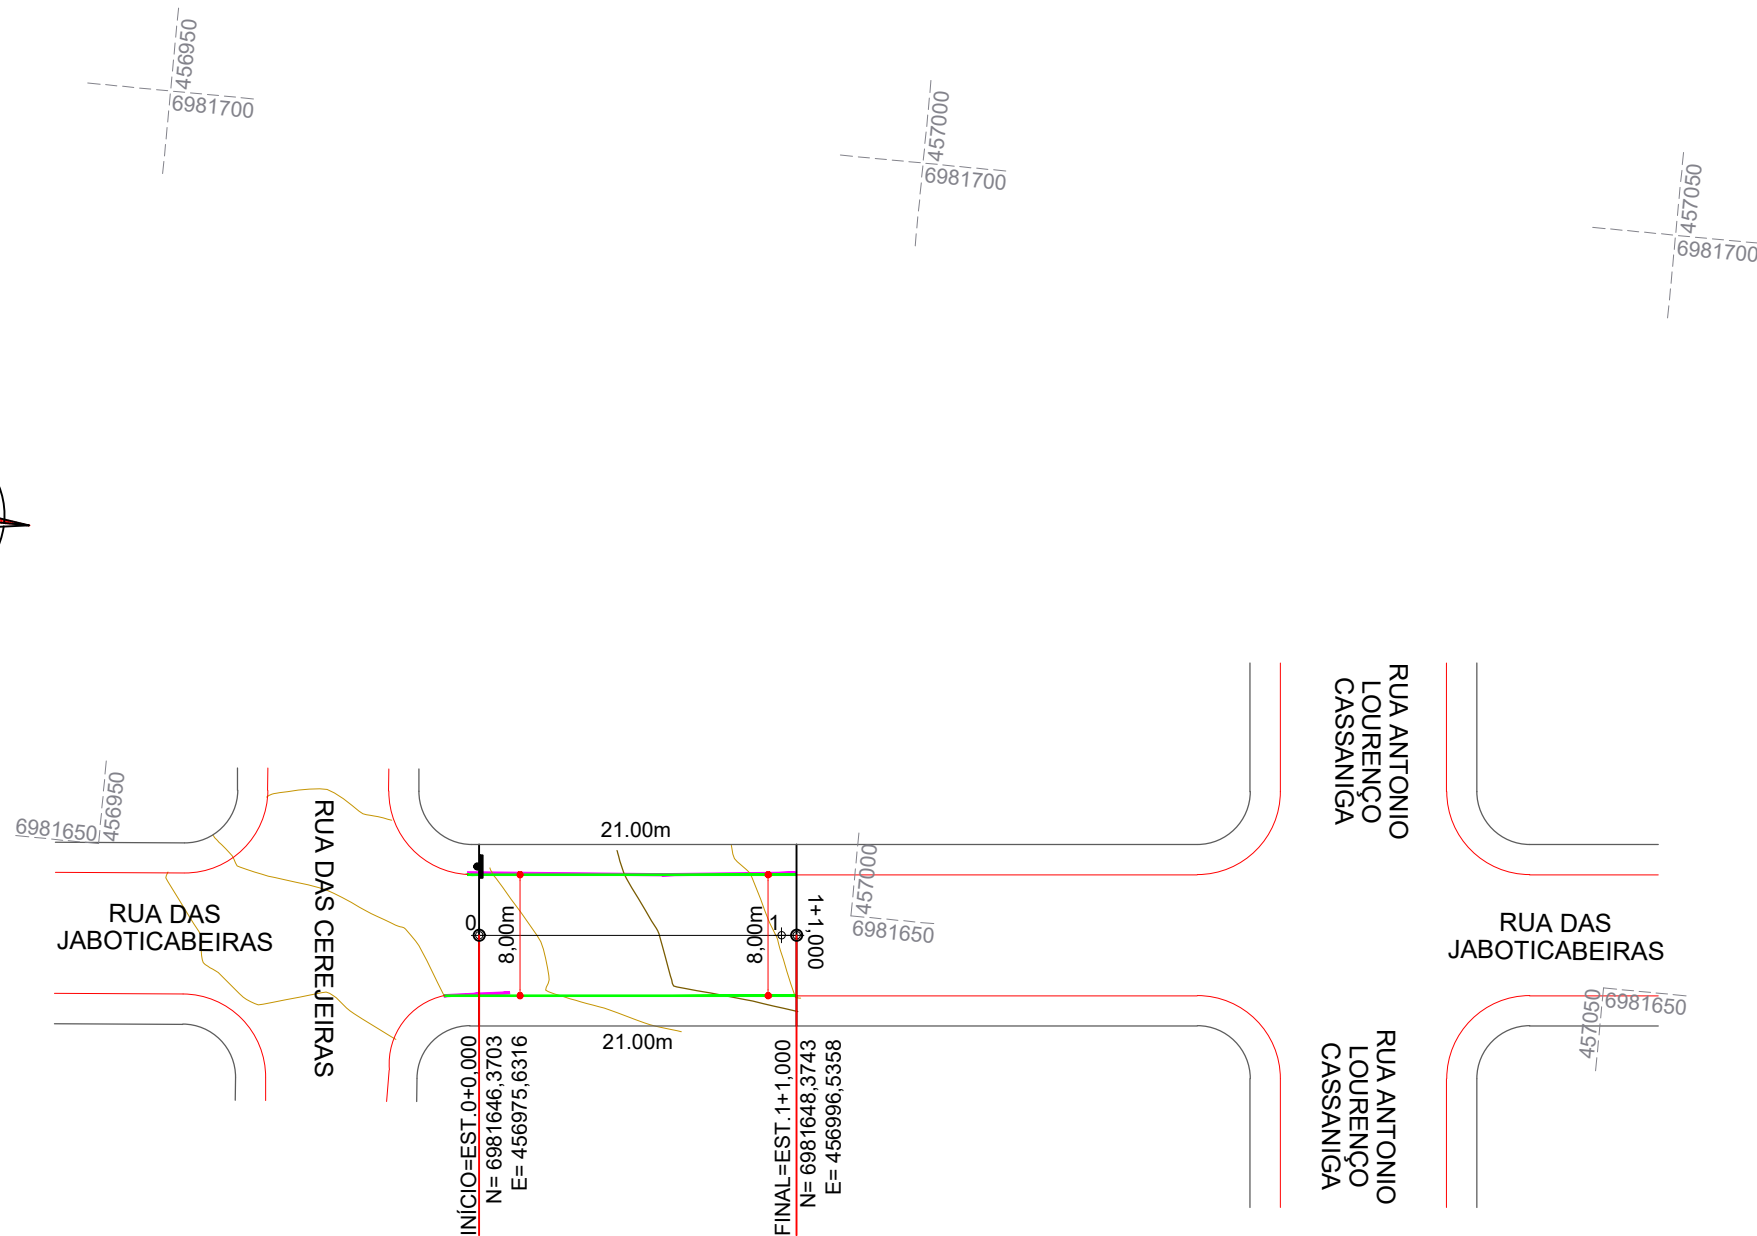 456950
6981700
457000
6981700
457050
6981700
RUA ANTONIO
LOURENÇO
CASSANIGA
6981650
456950
RUA DAS CEREJEIRAS
21.00m
457000
6981650
RUA DAS
JABOTICABEIRAS
0
8,00m
8,00m
1
1+1,000
RUA DAS
JABOTICABEIRAS
21.00m
INÍCIO=EST.0+0,000
N= 6981646,3703
E= 456975,6316
FINAL=EST.1+1,000
N= 6981648,3743
E= 456996,5358
RUA ANTONIO
LOURENÇO
CASSANIGA
457050
6981650